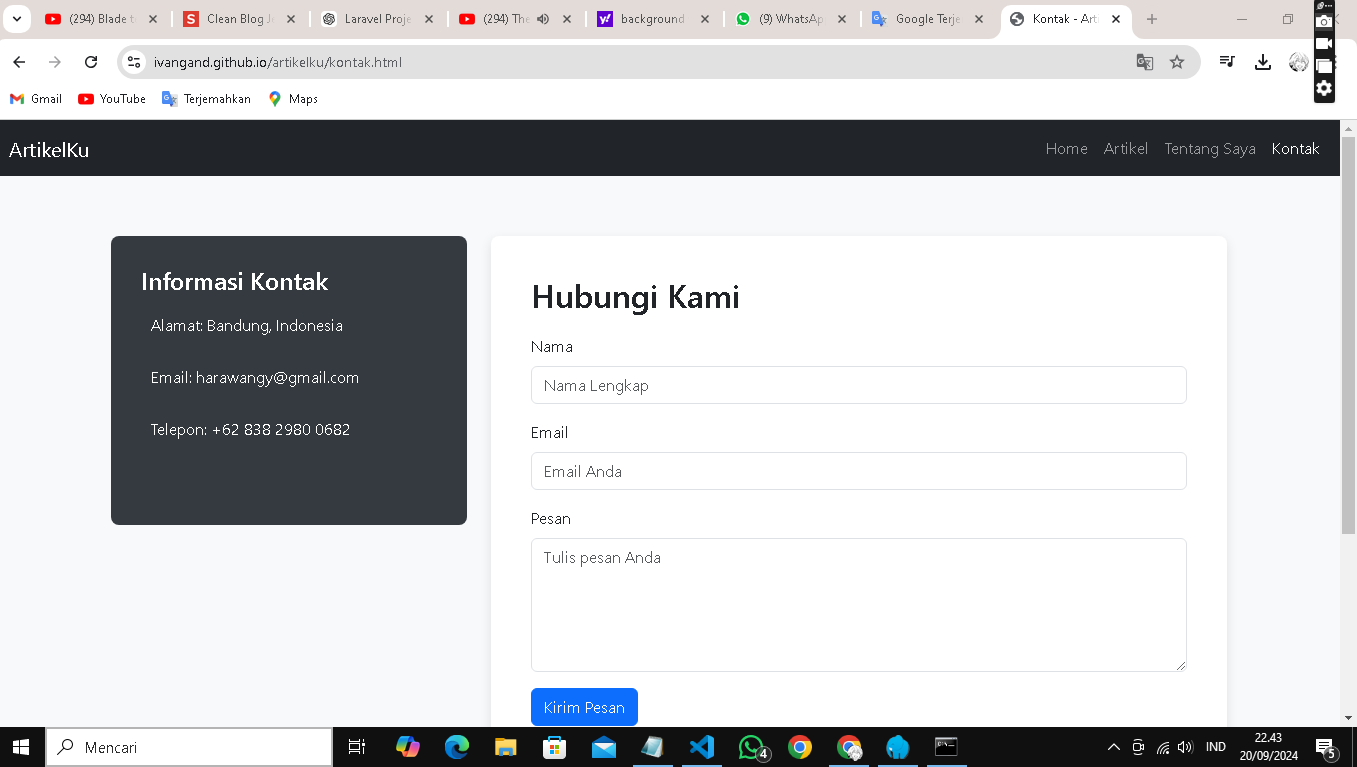 (294) Blade t
Clean Blog J
Laravel Proje
(294) The
background
(9) WhatsAp
Google Terje
Kontak - Art
ivangand.github.io/artikelku/kontak.html
Gmail
YouTube
Terjemahkan
Maps
ArtikelKu
Home
Artikel
Tentang Saya
Kontak
Informasi Kontak
Alamat: Bandung, Indonesia
Email: harawangy@gmail.com
Telepon: +62 838 2980 0682
Hubungi Kami
Nama
Nama Lengkap
Email
Email Anda
Pesan
Tulis pesan Anda
Kirim Pesan
Mencari
4
IND
22.43
20/09/2024
5